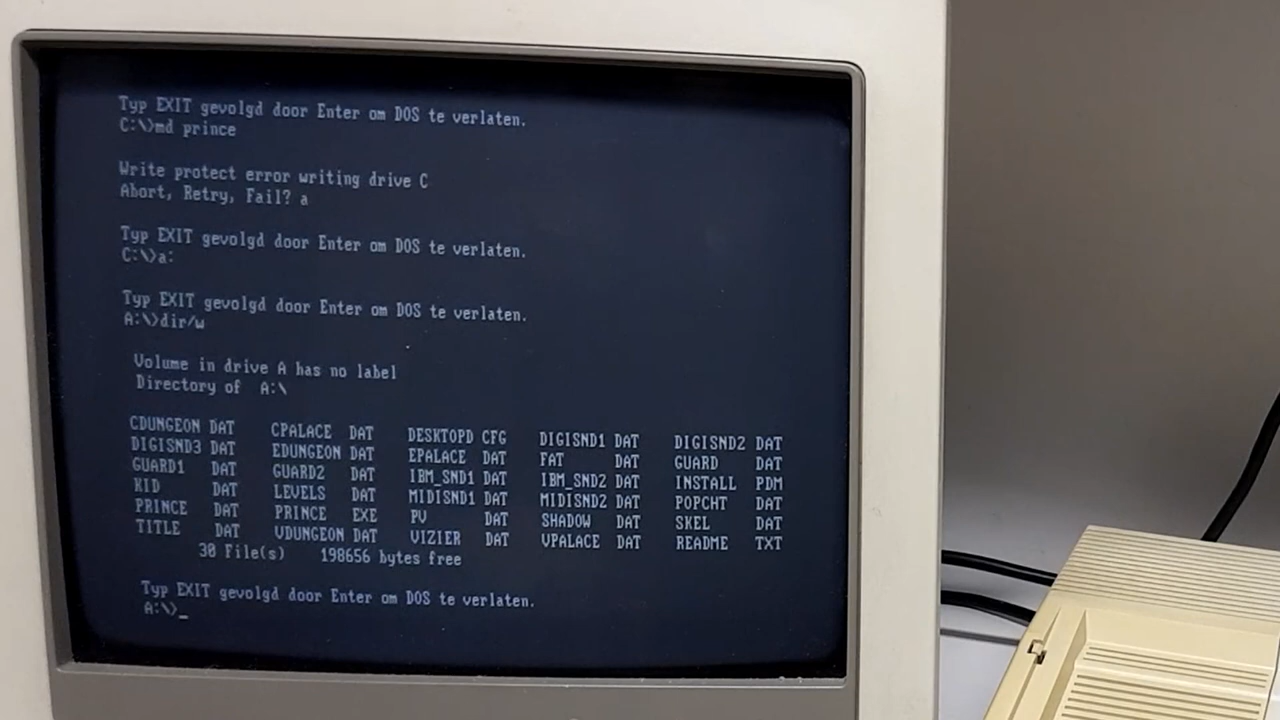 Typ EXIT gevolgd door Enter om DOS te verlaten.
C:\>md prince
Write protect error writing drive C
Abort, Retry, Fail? a
Typ EXIT gevolgd door Enter om DOS te verlaten.
C:\>a:
Typ EXIT gevolgd door Enter om DOS te verlaten.
A:\>dir/w
Volume in drive A has no label
Directory of A:\
CDUNGEON DAT CPALACE DAT DESKTOPD CFG DIGISND1 DAT DIGISND2 DAT
DIGISND3 DAT EDUNGEON DAT EPALACE DAT FAT DAT GUARD DAT
GUARD1 DAT GUARD2 DAT IBM_SND1 DAT IBM_SND2 DAT INSTALL PDM
KID DAT LEVELS DAT MIDISND1 DAT MIDISND2 DAT POPCHT DAT
PRINCE DAT PRINCE EXE PV DAT SHADOW DAT SKEL DAT
TITLE DAT VDUNGEON DAT VIZIER DAT VPALACE DAT README TXT
30 File(s) 198656 bytes free
Typ EXIT gevolgd door Enter om DOS te verlaten.
A:\>_